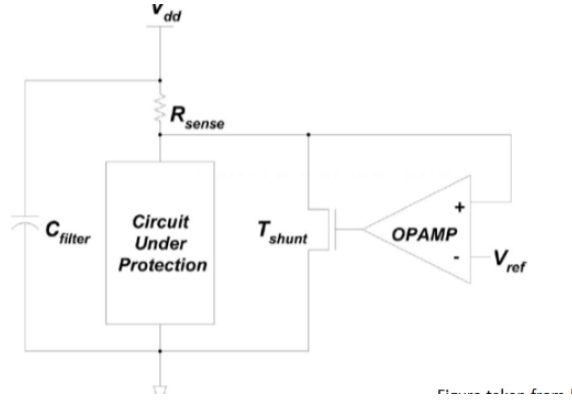 Vdd
Rsense
Cfilter
Circuit
Under
Protection
Tshunt
+
OPAMP
-
Vref